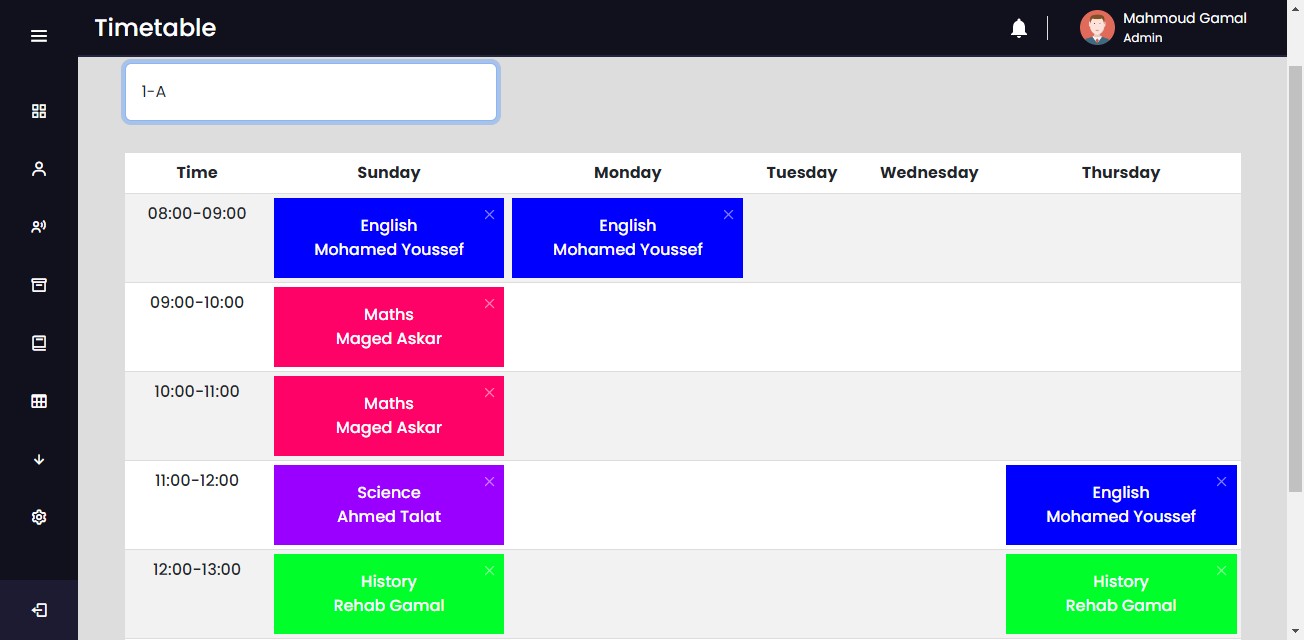 Timetable
Mahmoud Gamal
Admin
1-A
Time Sunday Monday Tuesday Wednesday Thursday
08:00-09:00
English
Mohamed Youssef
English
Mohamed Youssef
09:00-10:00
Maths
Maged Askar
10:00-11:00
Maths
Maged Askar
11:00-12:00
Science
Ahmed Talat
English
Mohamed Youssef
12:00-13:00
History
Rehab Gamal
History
Rehab Gamal